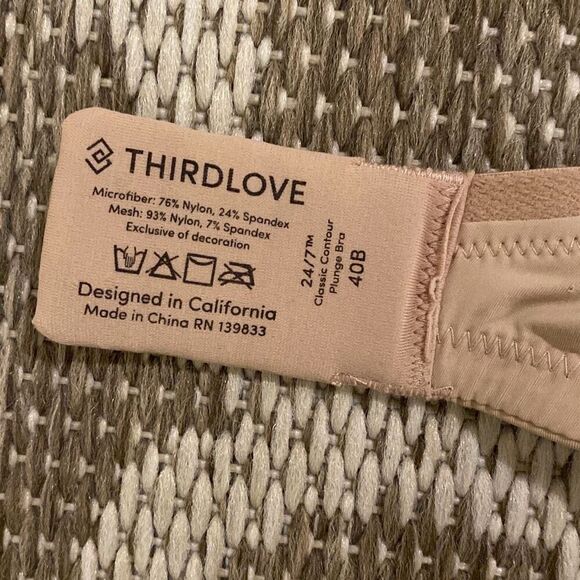 THIRDLOVE
Microfiber: 76% Nylon, 24% Spandex
Mesh: 93% Nylon, 7% Spandex
Exclusive of decoration
Designed in California
Made in China RN 139833
24/7™
Classic Contour
Plunge Bra
40B